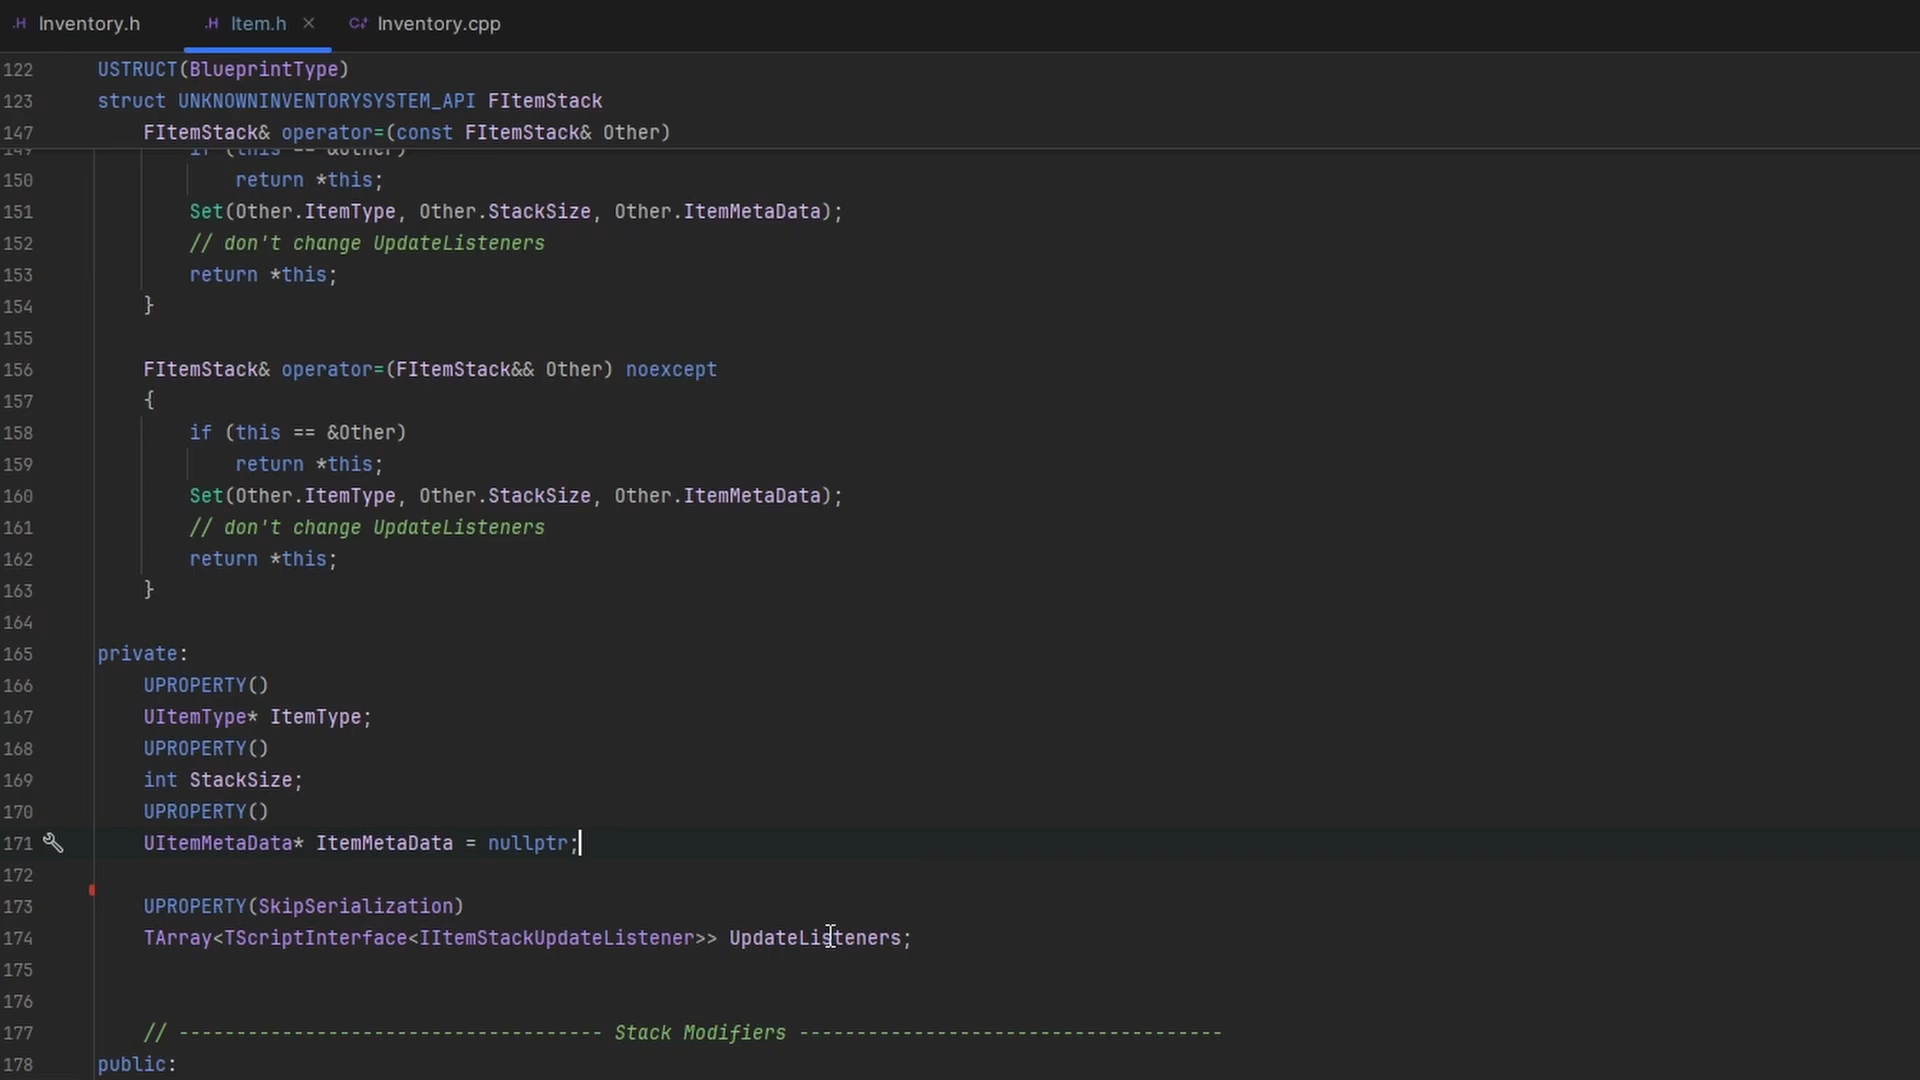 .H Inventory.h .H Item.h × C++ Inventory.cpp
122 USTRUCT(BlueprintType)
123 struct UNKNOWNINVENTORYSYSTEM_API FItemStack
147 FItemStack& operator=(const FItemStack& Other)
149 if (this == &Other)
150 return *this;
151 Set(Other.ItemType, Other.StackSize, Other.ItemMetaData);
152 // don't change UpdateListeners
153 return *this;
154 }
155
156 FItemStack& operator=(FItemStack&& Other) noexcept
157 {
158 if (this == &Other)
159 return *this;
160 Set(Other.ItemType, Other.StackSize, Other.ItemMetaData);
161 // don't change UpdateListeners
162 return *this;
163 }
164
165 private:
166 UPROPERTY()
167 UItemType* ItemType;
168 UPROPERTY()
169 int StackSize;
170 UPROPERTY()
171 UItemMetaData* ItemMetaData = nullptr;
172
173 UPROPERTY(SkipSerialization)
174 TArray<TScriptInterface<IItemStackUpdateListener>> UpdateListeners;
175
176
177 // ------------------------------------- Stack Modifiers -------------------------------------
178 public: